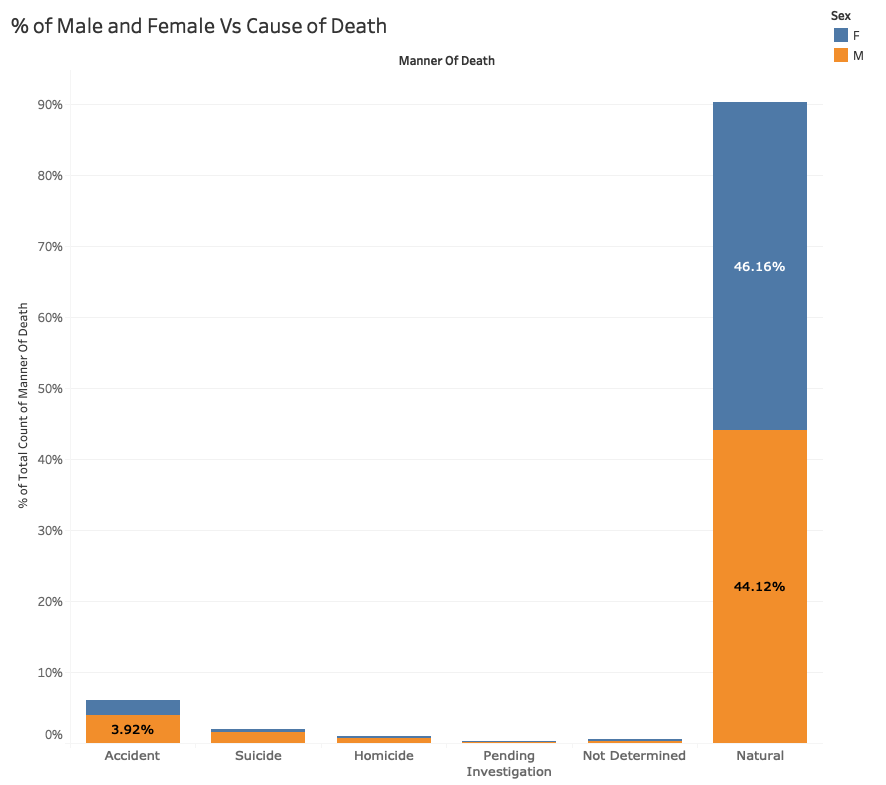 % of Male and Female Vs Cause of Death
Sex
F
M
Manner Of Death
% of Total Count of Manner Of Death
90%
80%
70%
60%
50%
40%
30%
20%
10%
0%
46.16%
44.12%
3.92%
Accident
Suicide
Homicide
Pending
Investigation
Not Determined
Natural